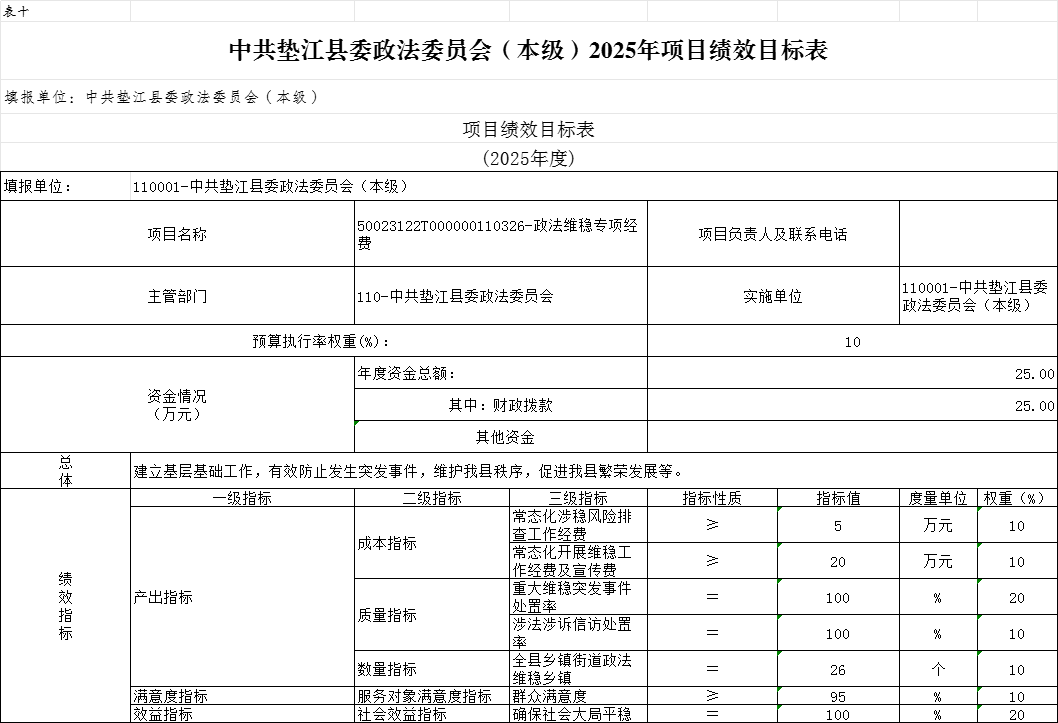 表十
中共垫江县委政法委员会（本级）2025年项目绩效目标表
填报单位：中共垫江县委政法委员会（本级）
项目绩效目标表
(2025年度)
填报单位： 110001-中共垫江县委政法委员会（本级）
项目名称 50023122T000000110326-政法维稳专项经费 项目负责人及联系电话
主管部门 110-中共垫江县委政法委员会 实施单位 110001-中共垫江县委政法委员会（本级）
预算执行率权重(%)： 10
资金情况（万元） 年度资金总额： 25.00
其中：财政拨款 25.00
其他资金
总体 建立基层基础工作，有效防止发生突发事件，维护我县秩序，促进我县繁荣发展等。
绩效指标 一级指标 二级指标 三级指标 指标性质 指标值 度量单位 权重（%）
产出指标 成本指标 常态化涉稳风险排查工作经费 ≥ 5 万元 10
常态化开展维稳工作经费及宣传费 ≥ 20 万元 10
质量指标 重大维稳突发事件处置率 ＝ 100 % 20
涉法涉诉信访处置率 ＝ 100 % 10
数量指标 全县乡镇街道政法维稳乡镇 ＝ 26 个 10
满意度指标 服务对象满意度指标 群众满意度 ≥ 95 % 10
效益指标 社会效益指标 确保社会大局平稳 ＝ 100 % 20